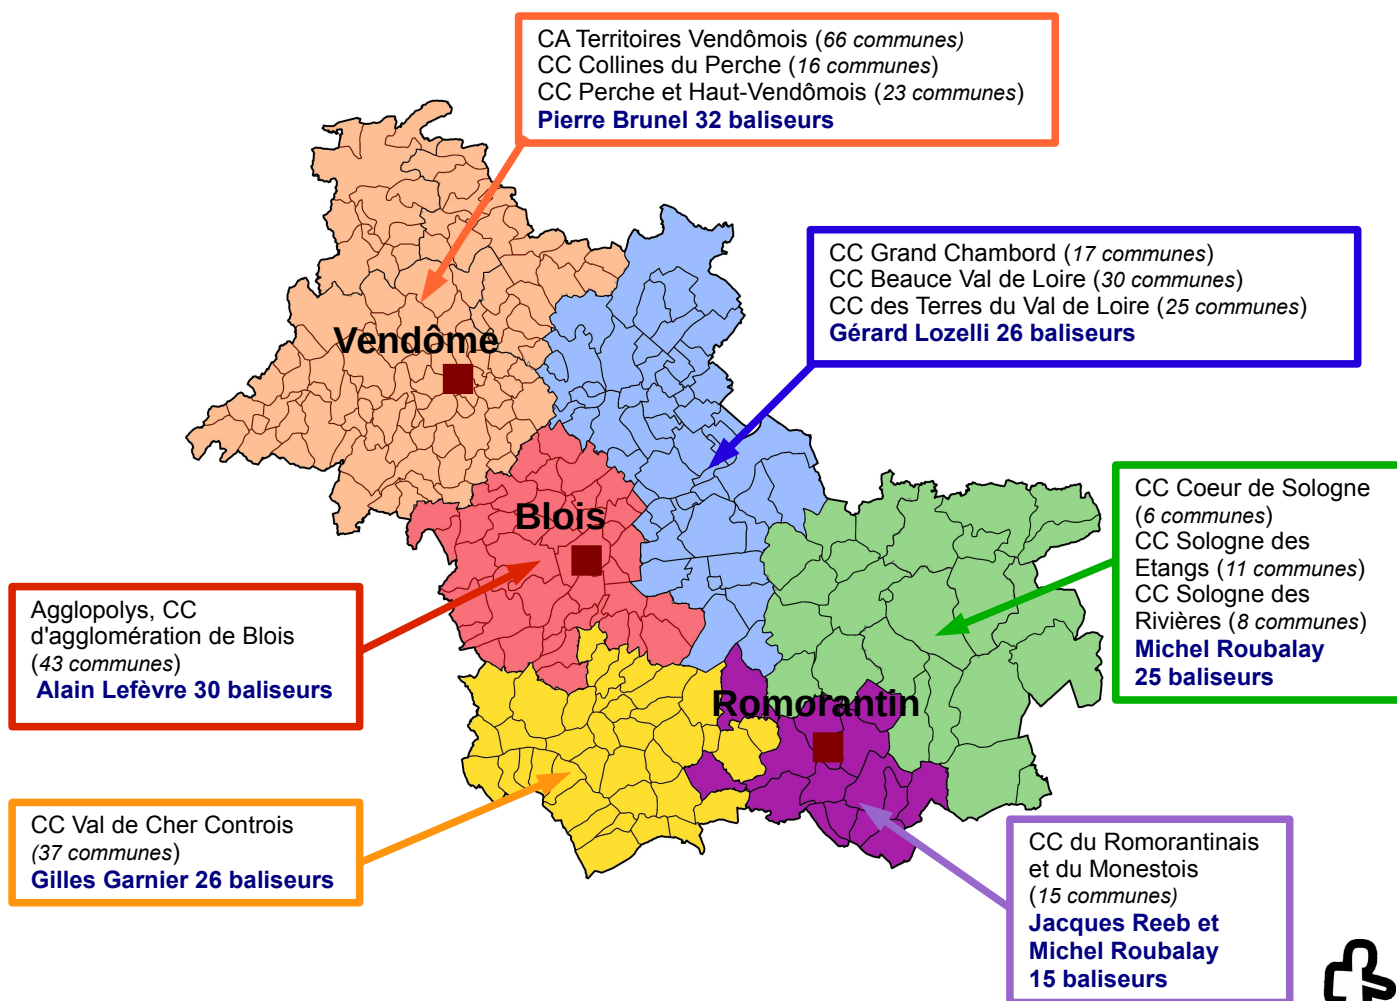 CA Territoires Vendômois (66 communes)
CC Collines du Perche (16 communes)
CC Perche et Haut-Vendômois (23 communes)
Pierre Brunel 32 baliseurs
CC Grand Chambord (17 communes)
CC Beauce Val de Loire (30 communes)
CC des Terres du Val de Loire (25 communes)
Gérard Lozelli 26 baliseurs
Vendôme
CC Coeur de Sologne
(6 communes)
CC Sologne des
Etangs (11 communes)
CC Sologne des
Rivières (8 communes)
Michel Roubalay
25 baliseurs
Blois
Agglopolys, CC
d'agglomération de Blois
(43 communes)
Alain Lefèvre 30 baliseurs
Romorantin
CC Val de Cher Controis
(37 communes)
Gilles Garnier 26 baliseurs
CC du Romorantinais
et du Monestois
(15 communes)
Jacques Reeb et
Michel Roubalay
15 baliseurs